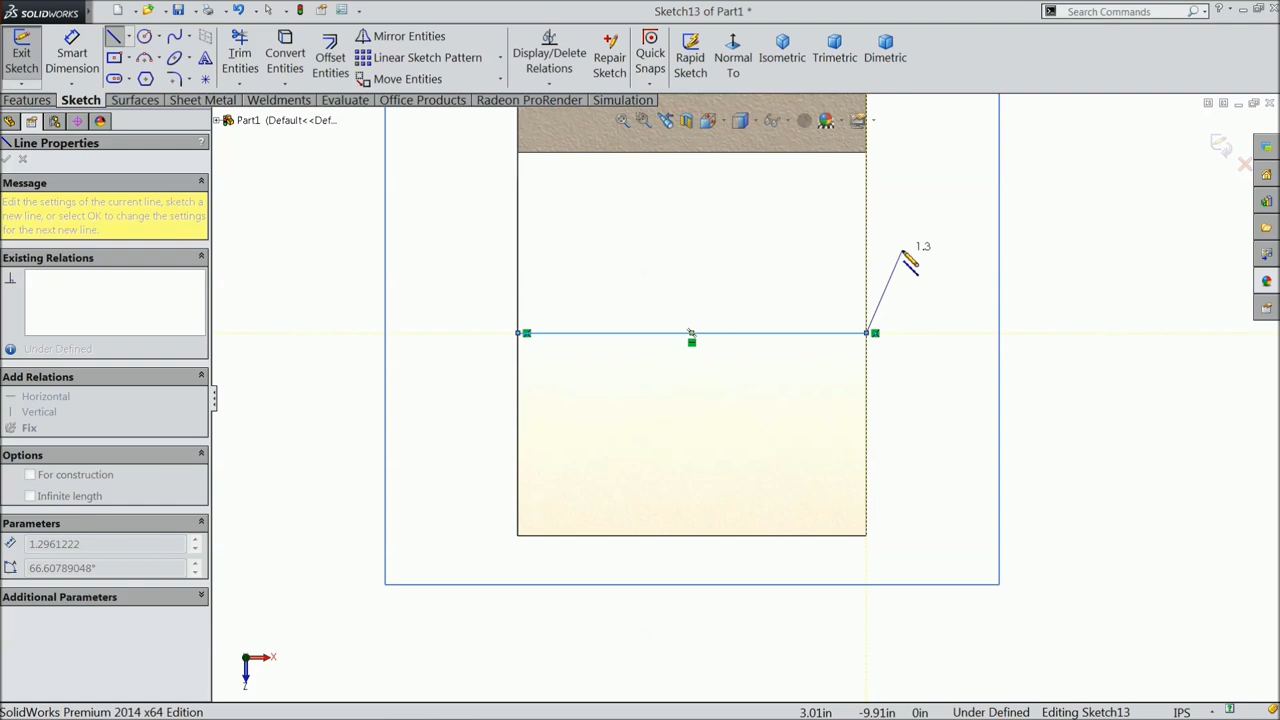 SOLIDWORKS
Sketch13 of Part1 *
Search Commands
Exit
Sketch
Smart
Dimension
Trim
Entities
Convert
Entities
Offset
Entities
Mirror Entities
Linear Sketch Pattern
Move Entities
Display/Delete
Relations
Repair
Sketch
Quick
Snaps
Rapid
Sketch
Normal
To
Isometric
Trimetric
Dimetric
Features
Sketch
Surfaces
Sheet Metal
Weldments
Evaluate
Office Products
Radeon ProRender
Simulation
Part1 (Default<<Def...
Line Properties
?
Message
Edit the settings of the current line, sketch a
new line, or select OK to change the settings
for the next new line.
Existing Relations
Under Defined
Add Relations
Horizontal
Vertical
Fix
Options
For construction
Infinite length
Parameters
1.2961222
66.60789048°
Additional Parameters
1.3
X
Z
SolidWorks Premium 2014 x64 Edition
3.01in
-9.91in
0in
Under Defined
Editing Sketch13
IPS